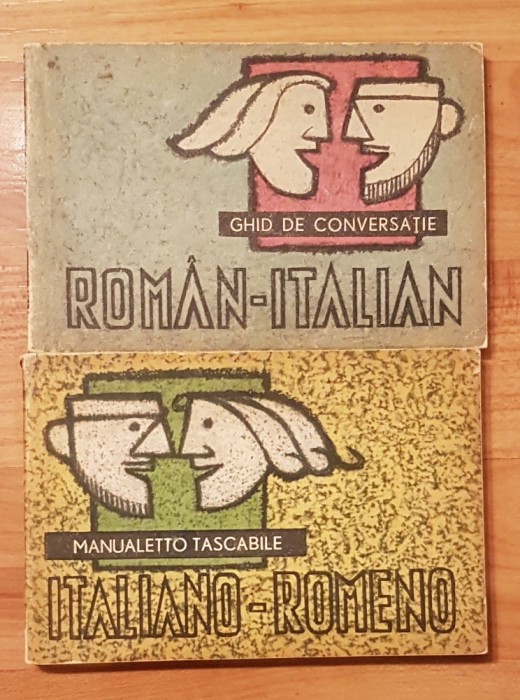 GHID DE CONVERSAȚIE
ROMÂN-ITALIAN
MANUALETTO TASCABILE
ITALIANO-ROMENO